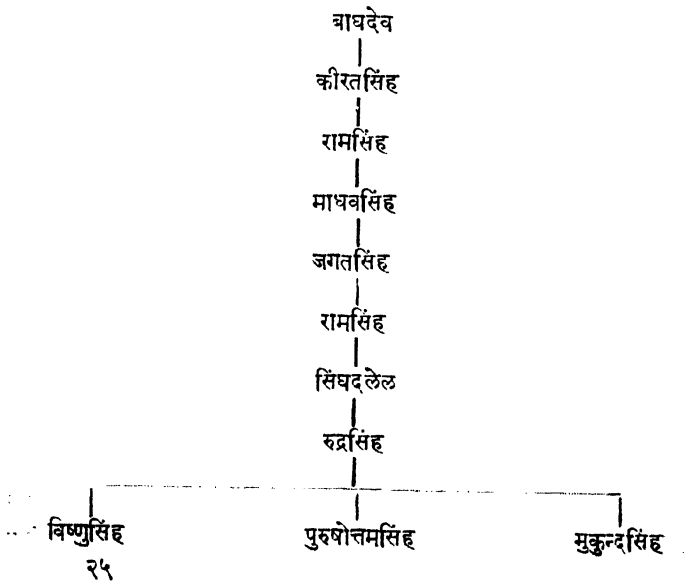 बाघदेव
कीरतसिंह
रामसिंह
माधवसिंह
जगतसिंह
रामसिंह
सिंघदलेल
रुद्रसिंह
विष्णुसिंह पुरुषोत्तमसिंह मुकुन्दसिंह
२५